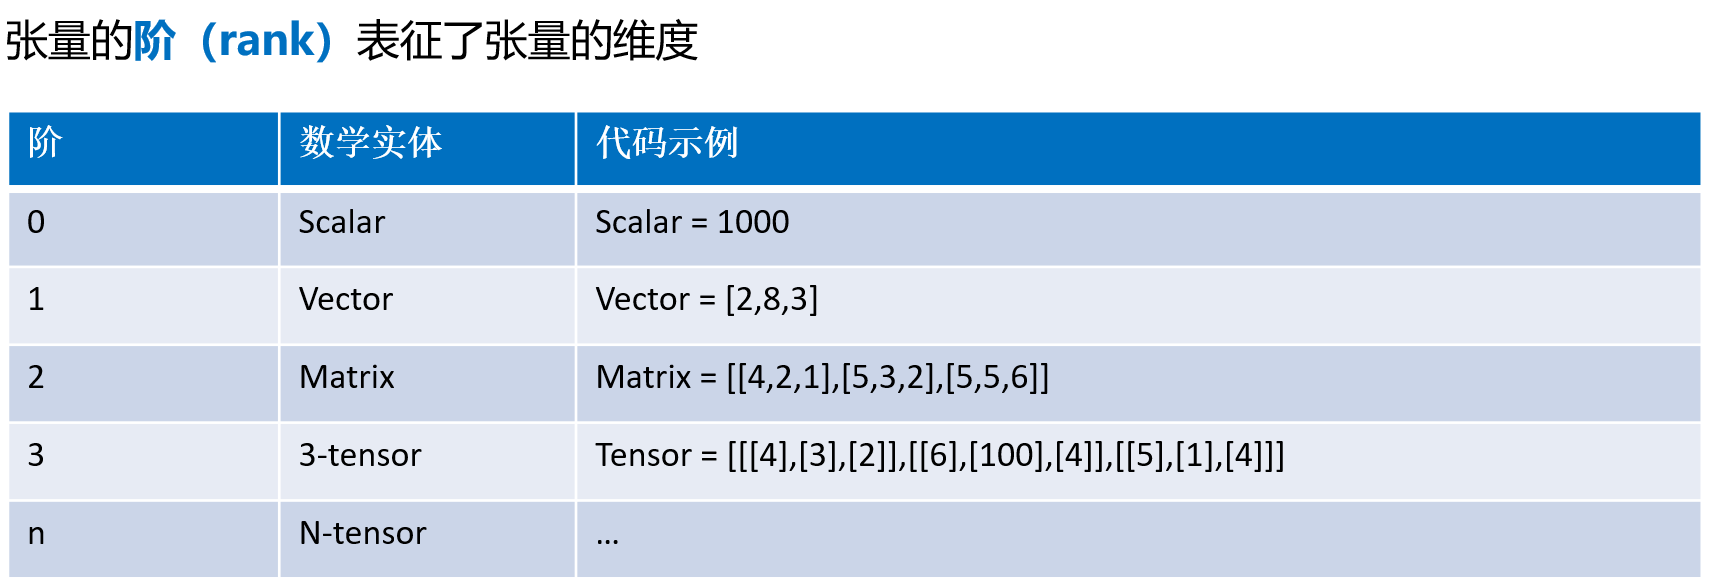 张量的阶（rank）表征了张量的维度
阶 数学实体 代码示例
0 Scalar Scalar = 1000
1 Vector Vector = [2,8,3]
2 Matrix Matrix = [[4,2,1],[5,3,2],[5,5,6]]
3 3-tensor Tensor = [[[4],[3],[2]],[[6],[100],[4]],[[5],[1],[4]]]
n N-tensor ...